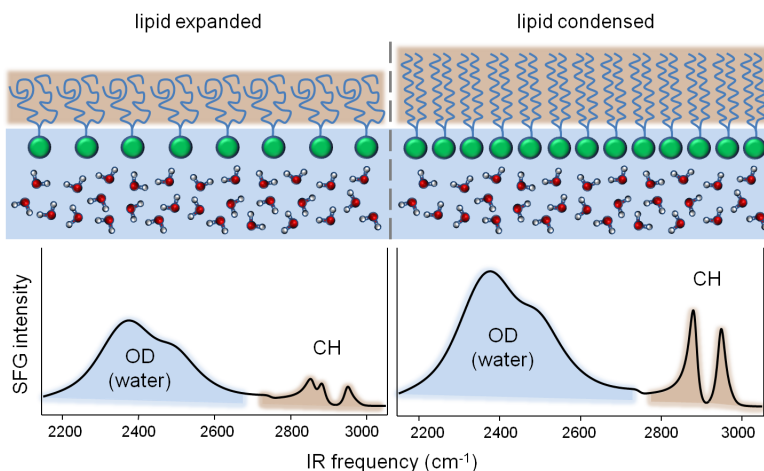 lipid expanded
lipid condensed
SFG intensity
OD
(water)
CH
OD
(water)
CH
2200 2400 2600 2800 3000
2200 2400 2600 2800 3000
IR frequency (cm⁻¹)